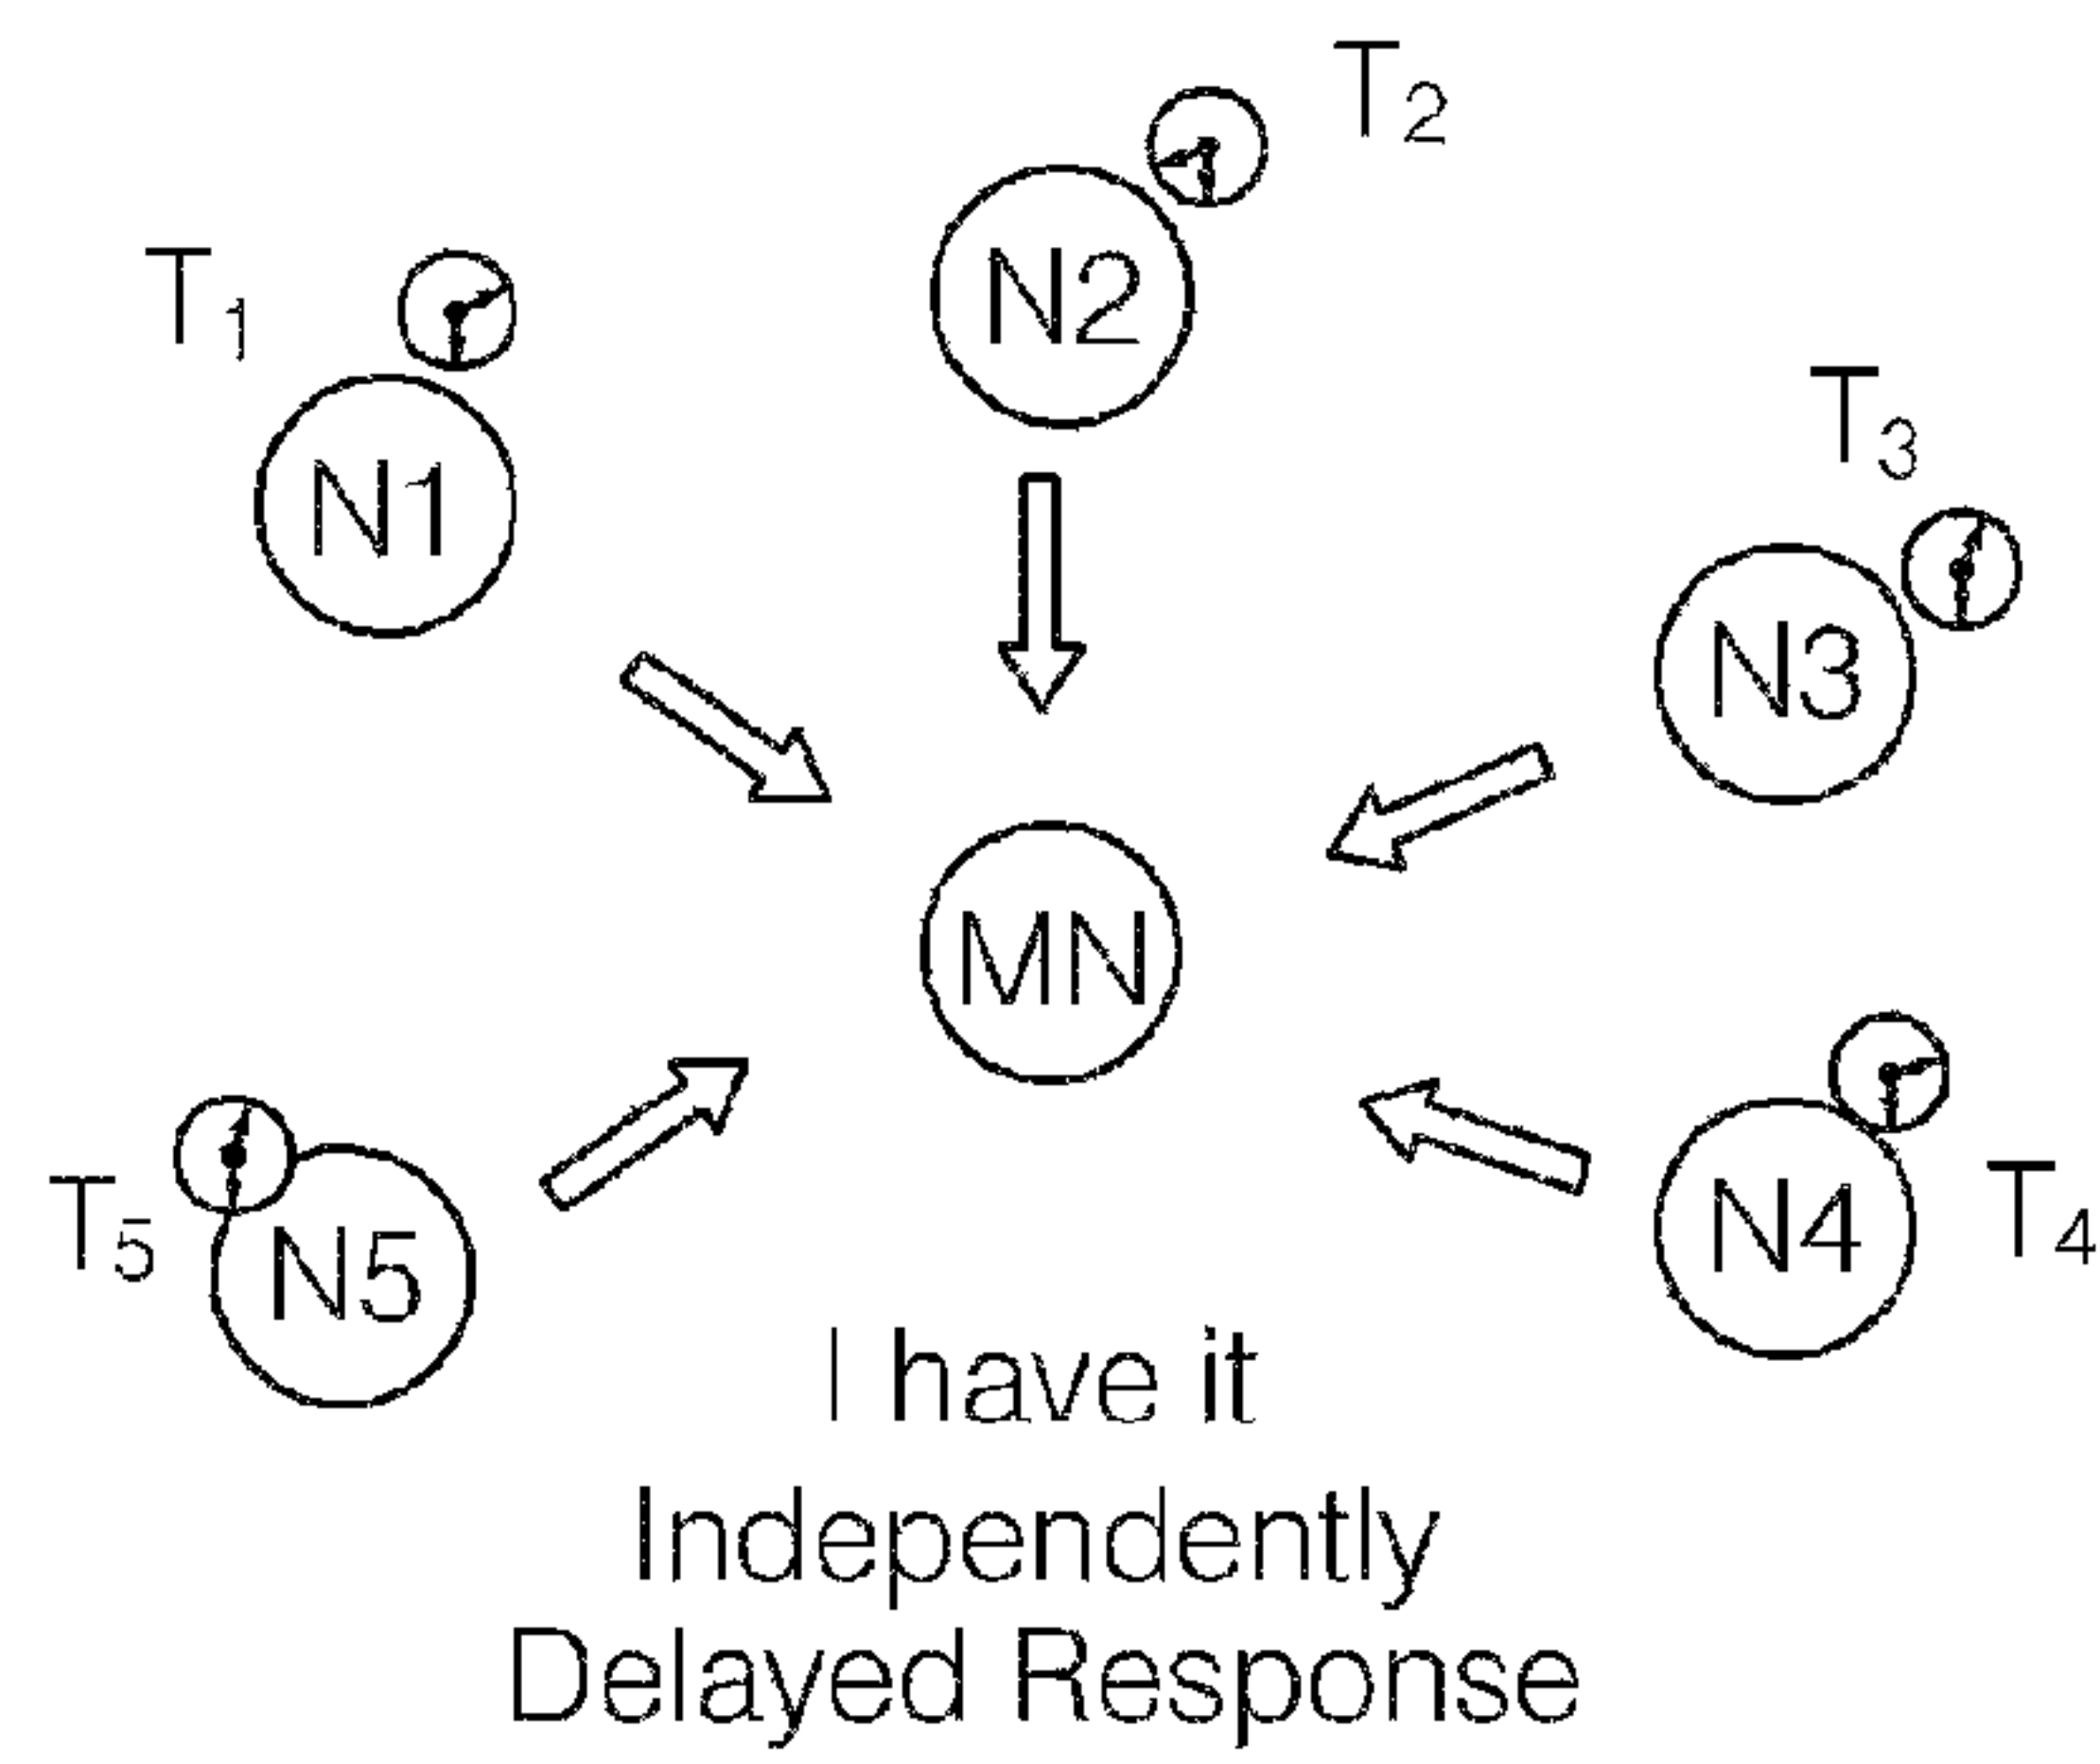 T2
N2
T1
N1
T3
N3
MN
N4
T4
T5
N5
I have it
Independently
Delayed Response